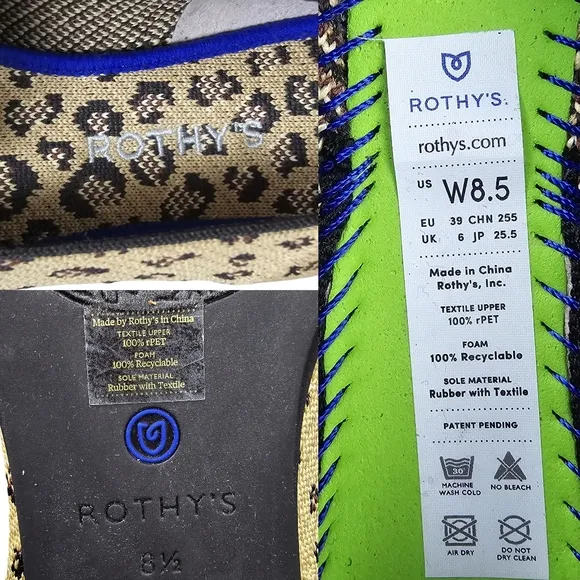 ROTHY'S
Made by Rothy's in China
TEXTILE UPPER
100% rPET
FOAM
100% Recyclable
SOLE MATERIAL
Rubber with Textile
ROTHY'S
8½
ROTHY'S
rothys.com
US W8.5
EU 39 CHN 255
UK 6 JP 25.5
Made in China
Rothy's, Inc.
TEXTILE UPPER
100% rPET
FOAM
100% Recyclable
SOLE MATERIAL
Rubber with Textile
PATENT PENDING
30°
MACHINE
WASH COLD
NO BLEACH
AIR DRY
DO NOT
DRY CLEAN